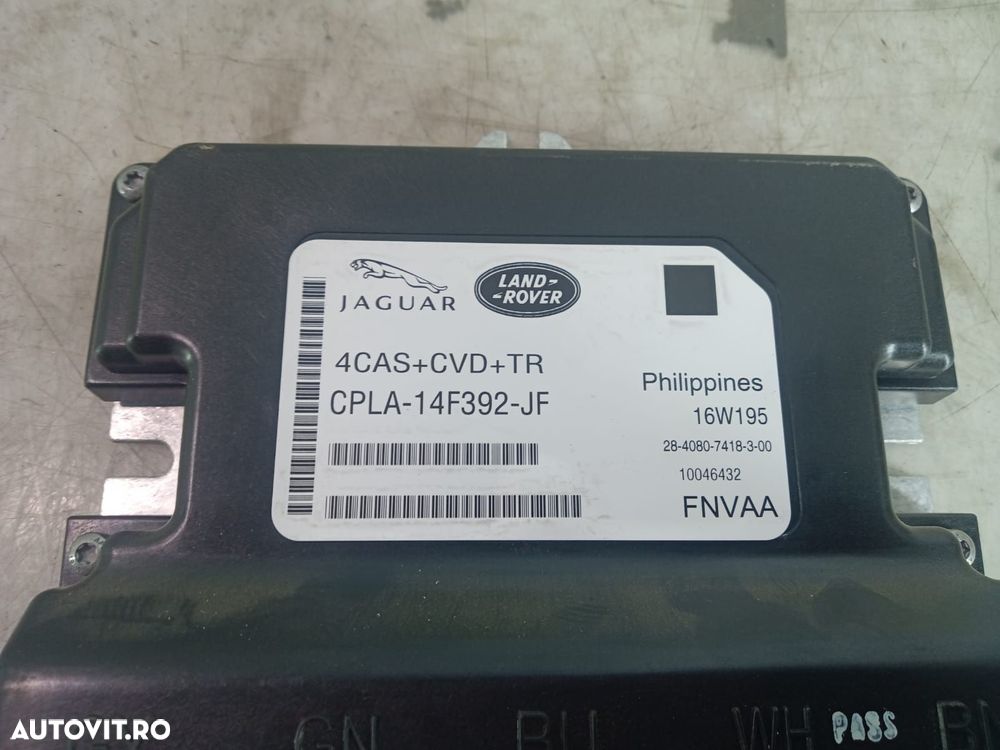 JAGUAR
LAND-
-ROVER
4CAS+CVD+TR
CPLA-14F392-JF
Philippines
16W195
28-4080-7418-3-00
10046432
FNVAA
GN BU WH PASS
AUTOVIT.RO